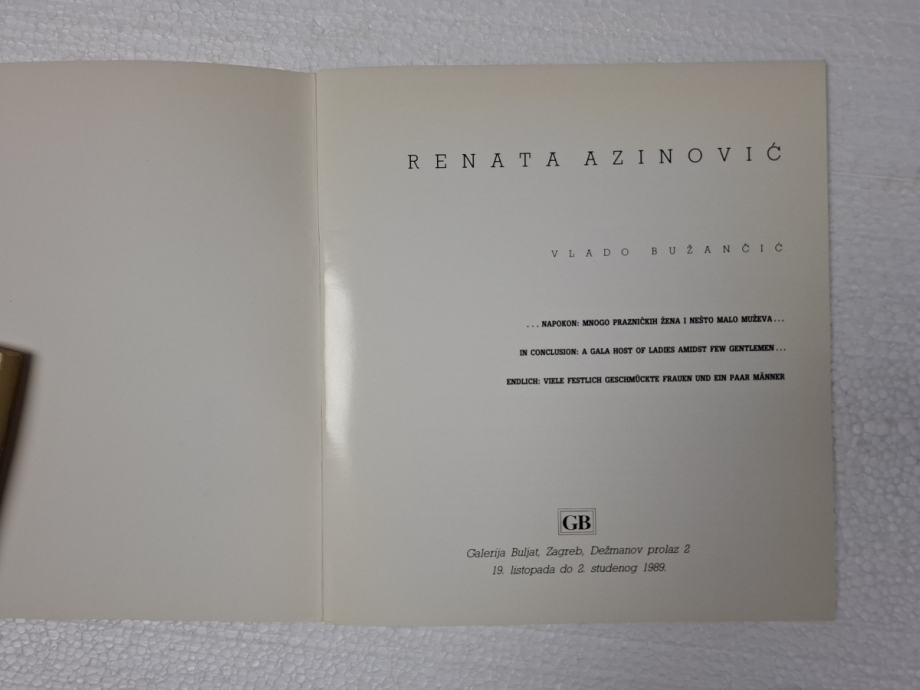 RENATA AZINOVIĆ
VLADO BUŽANČIĆ
... NAPOKON: MNOGO PRAZNIČKIH ŽENA I NEŠTO MALO MUŽEVA...
IN CONCLUSION: A GALA HOST OF LADIES AMIDST FEW GENTLEMEN...
ENDLICH: VIELE FESTLICH GESCHMÜCKTE FRAUEN UND EIN PAAR MÄNNER
GB
Galerija Buljat, Zagreb, Dežmanov prolaz 2
19. listopada do 2. studenog 1989.